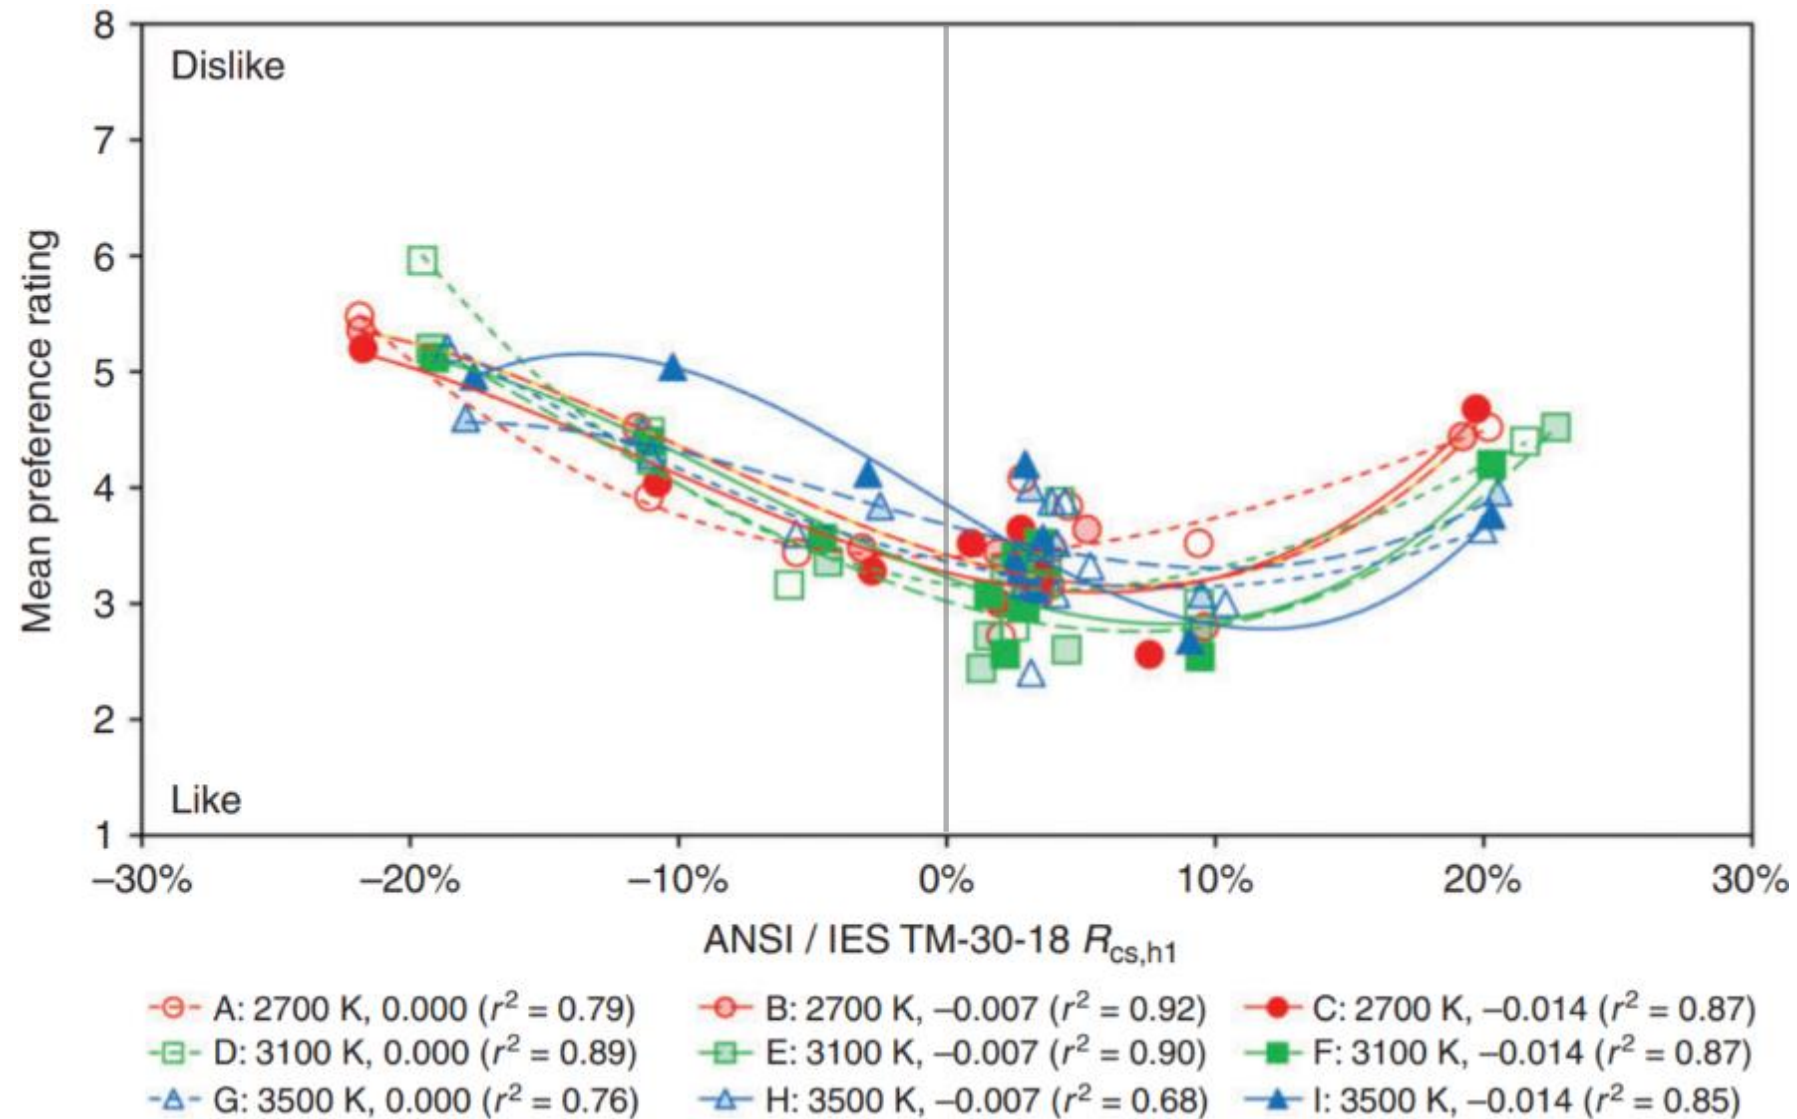 8
Dislike
7
6
5
4
3
2
Like
1
Mean preference rating
–30% –20% –10% 0% 10% 20% 30%
ANSI / IES TM-30-18 Rcs,h1
A: 2700 K, 0.000 (r² = 0.79) B: 2700 K, –0.007 (r² = 0.92) C: 2700 K, –0.014 (r² = 0.87)
D: 3100 K, 0.000 (r² = 0.89) E: 3100 K, –0.007 (r² = 0.90) F: 3100 K, –0.014 (r² = 0.87)
G: 3500 K, 0.000 (r² = 0.76) H: 3500 K, –0.007 (r² = 0.68) I: 3500 K, –0.014 (r² = 0.85)